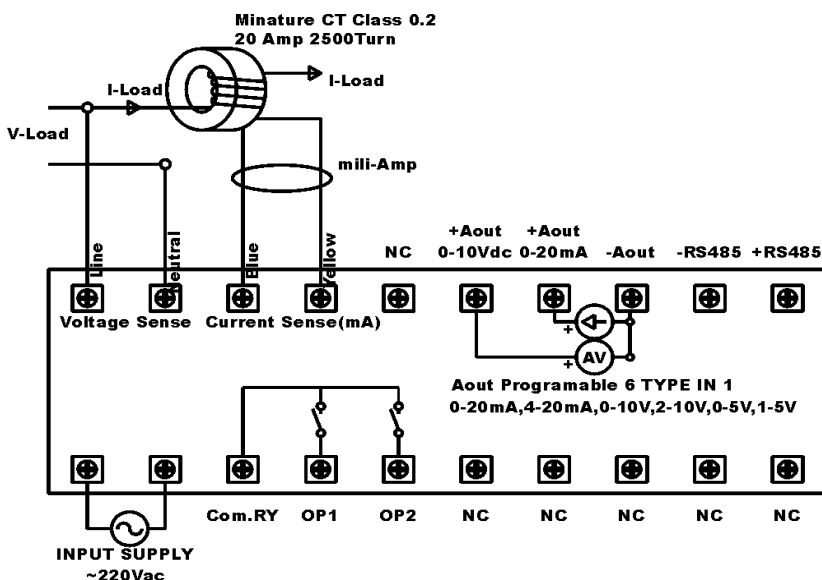 Minature CT Class 0.2
20 Amp 2500Turn
I-Load
I-Load
V-Load
mili-Amp
Line
Neutral
Blue
Yellow
NC
+Aout
0-10Vdc
+Aout
0-20mA
-Aout
-RS485
+RS485
Voltage Sense
Current Sense(mA)
+
+
AV
Aout Programable 6 TYPE IN 1
0-20mA,4-20mA,0-10V,2-10V,0-5V,1-5V
Com.RY
OP1
OP2
NC
NC
NC
NC
NC
INPUT SUPPLY
~220Vac